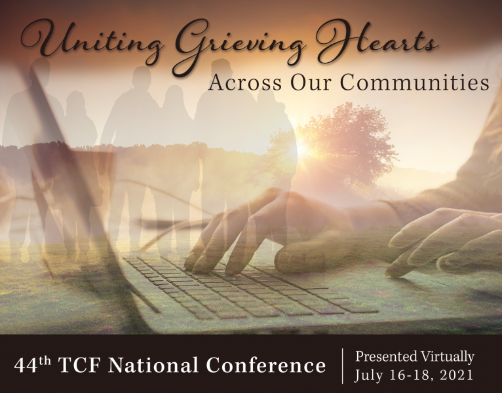 Uniting Grieving Hearts
Across Our Communities
44th TCF National Conference
Presented Virtually
July 16-18, 2021